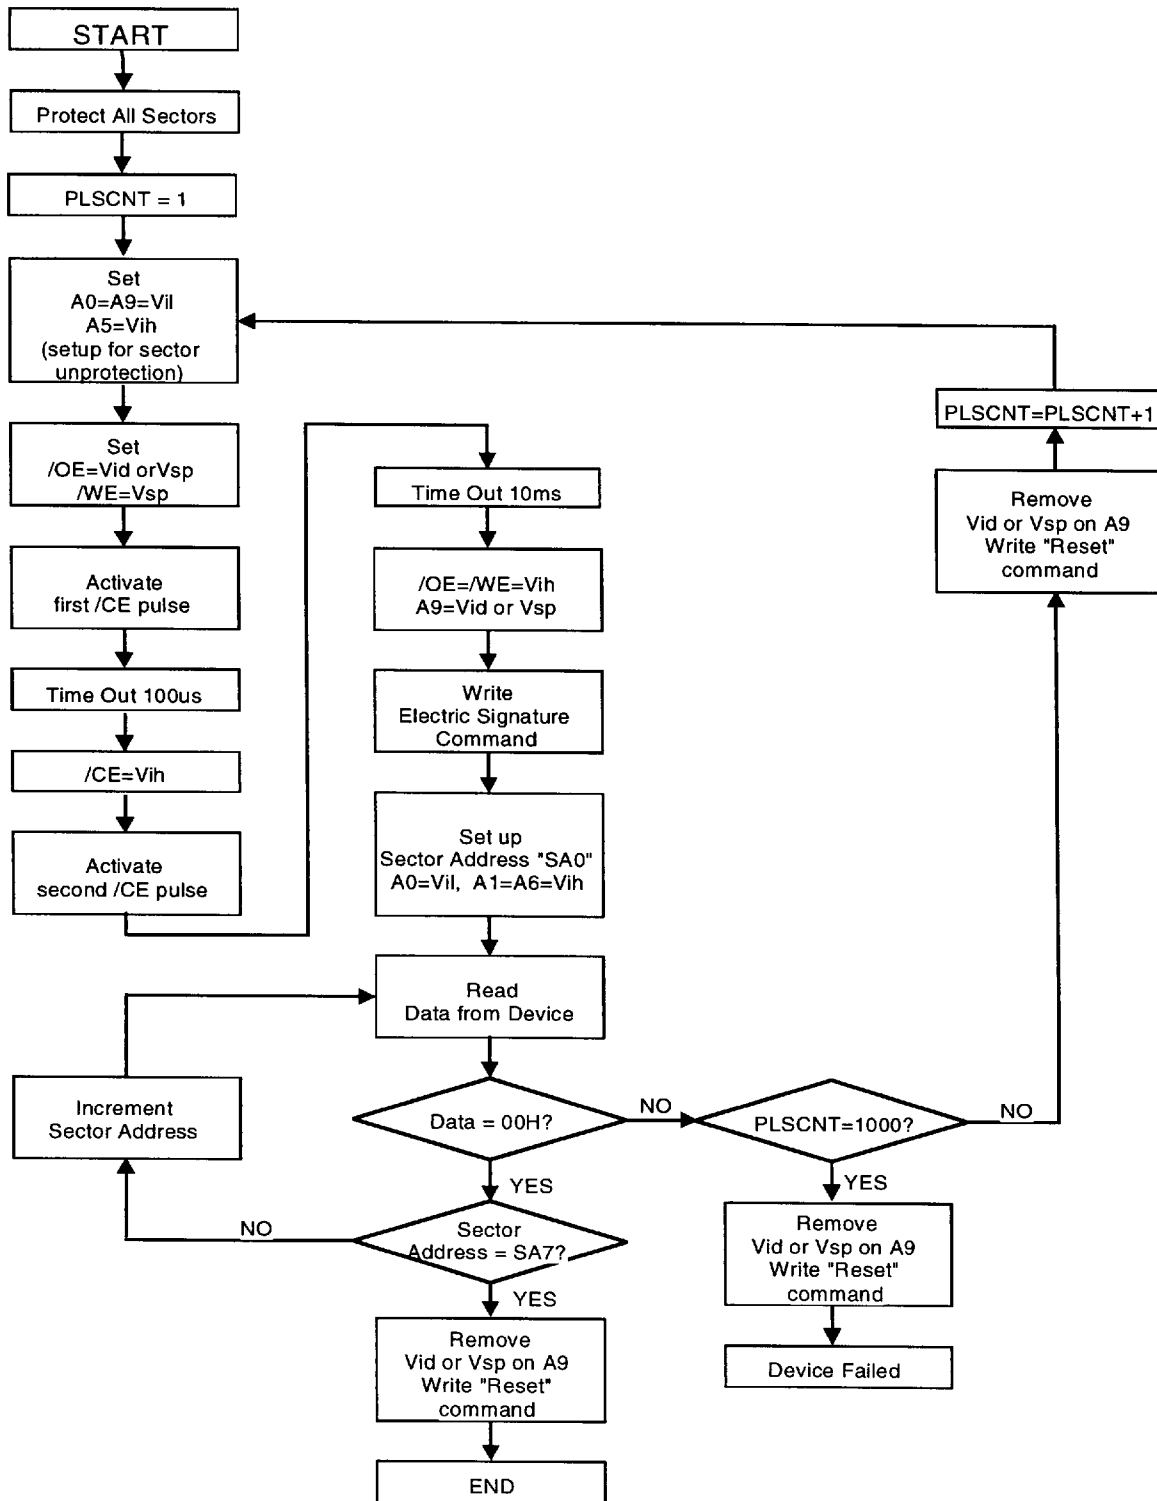 START
Protect All Sectors
PLSCNT = 1
Set
A0=A9=Vil
A5=Vih
(setup for sector
unprotection)
Set
/OE=Vid orVsp
/WE=Vsp
Activate
first /CE pulse
Time Out 100us
/CE=Vih
Activate
second /CE pulse
Time Out 10ms
/OE=/WE=Vih
A9=Vid or Vsp
Write
Electric Signature
Command
Set up
Sector Address "SA0"
A0=Vil, A1=A6=Vih
Read
Data from Device
Increment
Sector Address
Data = 00H?
NO
YES
Sector
Address = SA7?
NO
YES
Remove
Vid or Vsp on A9
Write "Reset"
command
END
PLSCNT=1000?
NO
YES
Remove
Vid or Vsp on A9
Write "Reset"
command
Device Failed
Remove
Vid or Vsp on A9
Write "Reset"
command
PLSCNT=PLSCNT+1